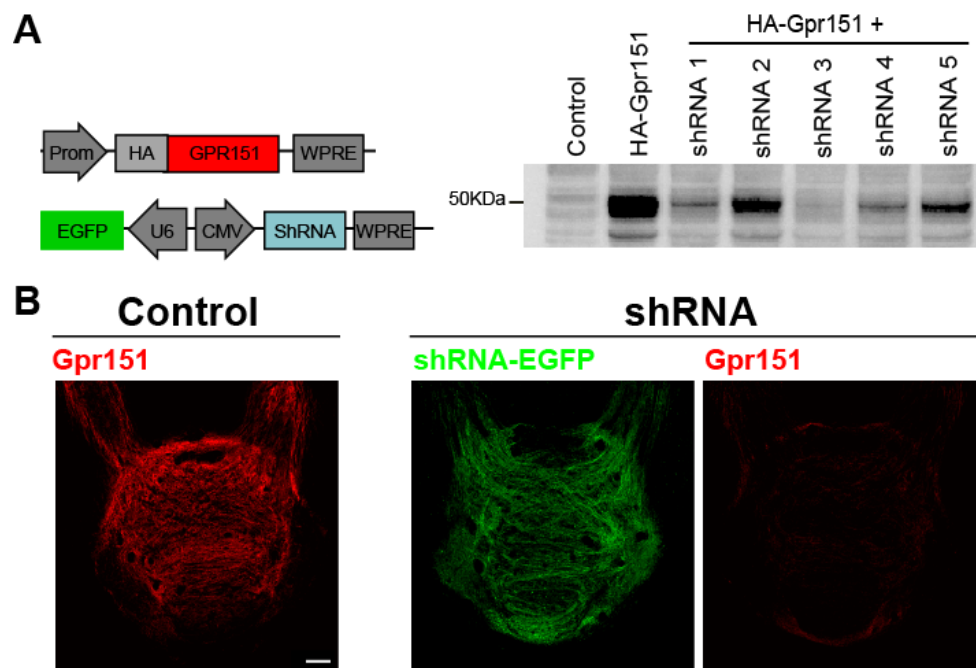 A
Prom HA GPR151 WPRE
EGFP U6 CMV ShRNA WPRE
HA-Gpr151 +
Control
HA-Gpr151
shRNA 1
shRNA 2
shRNA 3
shRNA 4
shRNA 5
50KDa
B
Control
shRNA
Gpr151
shRNA-EGFP
Gpr151